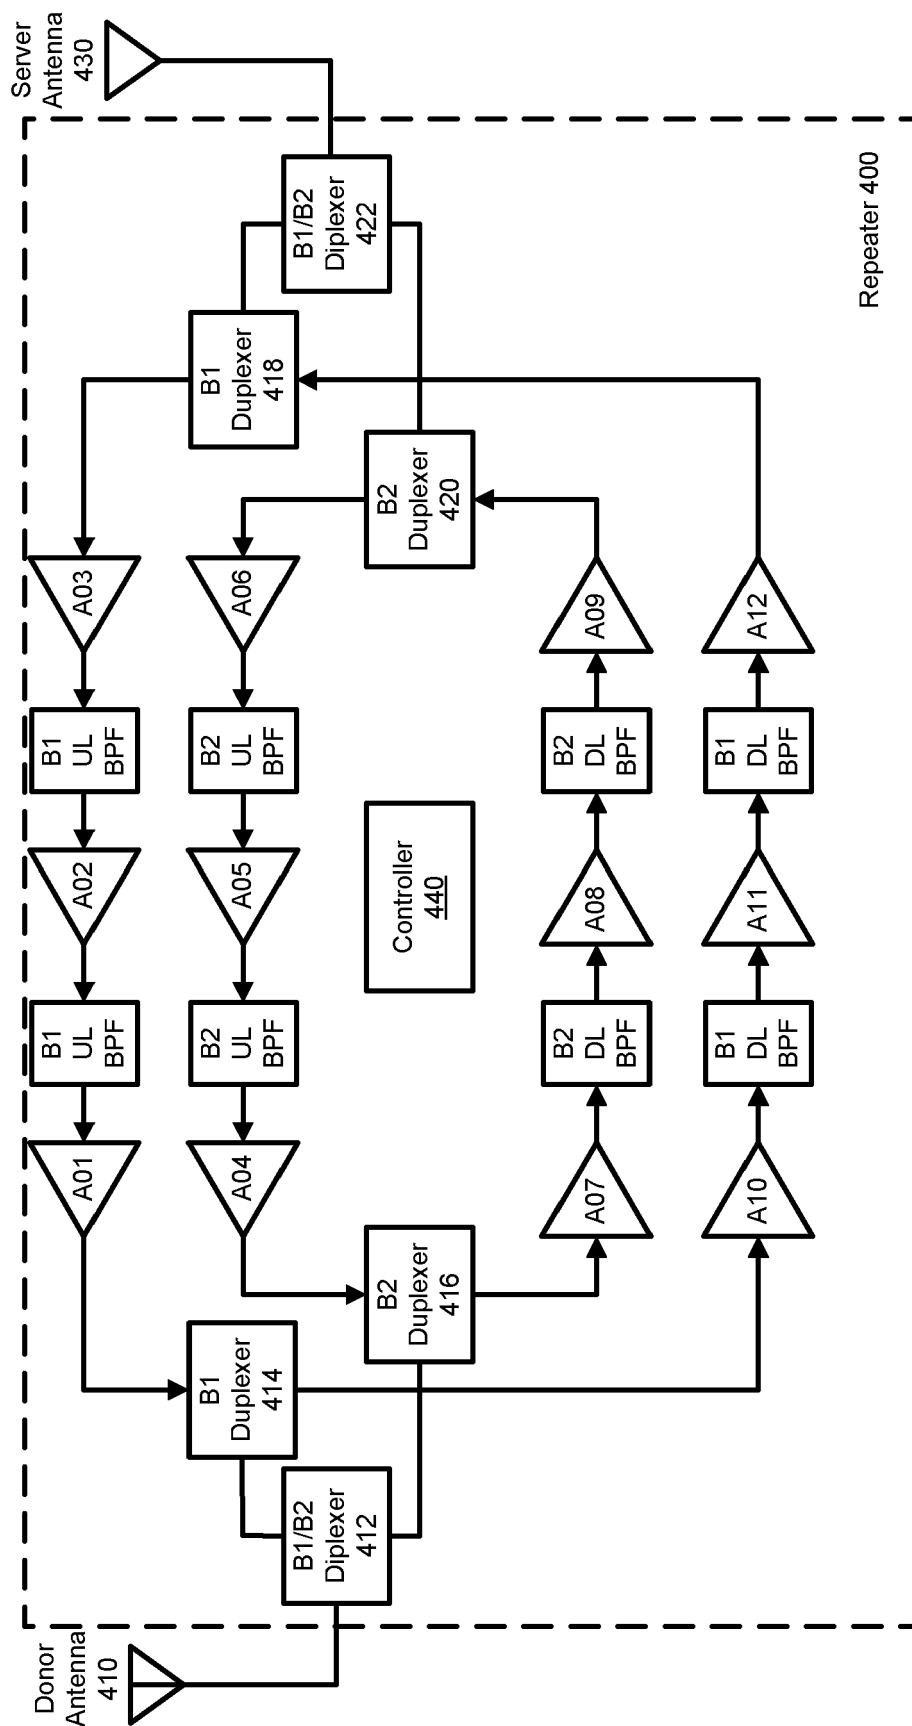 Donor
Antenna
410
Server
Antenna
430
B1/B2
Diplexer
412
B1
Duplexer
414
B2
Duplexer
416
A01
B1
UL
BPF
A02
B1
UL
BPF
A03
A04
B2
UL
BPF
A05
B2
UL
BPF
A06
Controller
440
A07
B2
DL
BPF
A08
B2
DL
BPF
A09
A10
B1
DL
BPF
A11
B1
DL
BPF
A12
B1
Duplexer
418
B2
Duplexer
420
B1/B2
Diplexer
422
Repeater 400